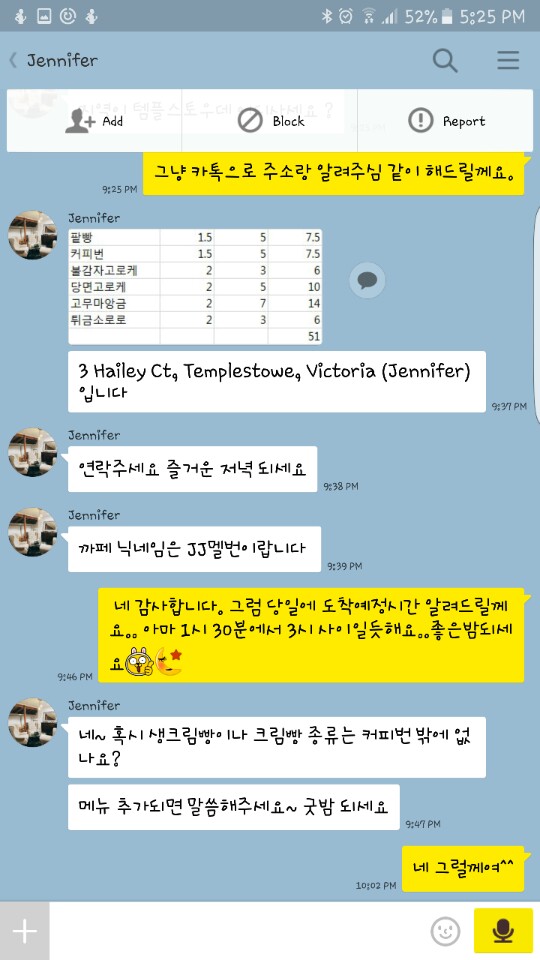 52% 5:25 PM
Jennifer
Add
Block
Report
그냥 카톡으로 주소랑 알려주심 같이 해드릴께요.
9:25 PM
Jennifer
팥빵 1.5 5 7.5
커피번 1.5 5 7.5
불감자고로케 2 3 6
당면고로케 2 5 10
고무마앙금 2 7 14
튀금소로로 2 3 6
51
3 Hailey Ct, Templestowe, Victoria (Jennifer)
입니다
9:37 PM
Jennifer
연락주세요 즐거운 저녁 되세요
9:38 PM
Jennifer
까페 닉네임은 JJ멜번이랍니다
9:39 PM
네 감사합니다. 그럼 당일에 도착예정시간 알려드릴께
요.. 아마 1시 30분에서 3시 사이일듯해요..좋은밤되세
요
9:46 PM
Jennifer
네~ 혹시 생크림빵이나 크림빵 종류는 커피번 밖에 없
나요?
메뉴 추가되면 말씀해주세요~ 굿밤 되세요
9:47 PM
네 그럴께여^^
10:02 PM